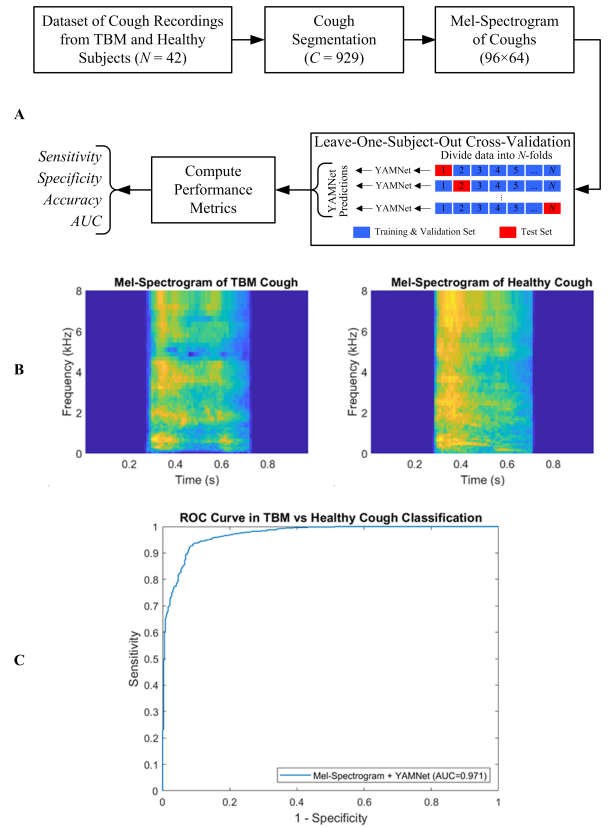 Dataset of Cough Recordings
from TBM and Healthy
Subjects (N = 42)
Cough
Segmentation
(C = 929)
Mel-Spectrogram
of Coughs
(96×64)
A
Leave-One-Subject-Out Cross-Validation
Divide data into N-folds
YAMNet 1 2 3 4 5 ... N
YAMNet 1 2 3 4 5 ... N
⋮
YAMNet 1 2 3 4 5 ... N
YAMNet
Predictions
Training & Validation Set
Test Set
Compute
Performance
Metrics
Sensitivity
Specificity
Accuracy
AUC
B
Mel-Spectrogram of TBM Cough
8
6
4
2
0
Frequency (kHz)
0.2 0.4 0.6 0.8
Time (s)
Mel-Spectrogram of Healthy Cough
8
6
4
2
0
Frequency (kHz)
0.2 0.4 0.6 0.8
Time (s)
C
ROC Curve in TBM vs Healthy Cough Classification
1
0.9
0.8
0.7
0.6
0.5
0.4
0.3
0.2
0.1
0
Sensitivity
Mel-Spectrogram + YAMNet (AUC=0.971)
0 0.2 0.4 0.6 0.8 1
1 - Specificity